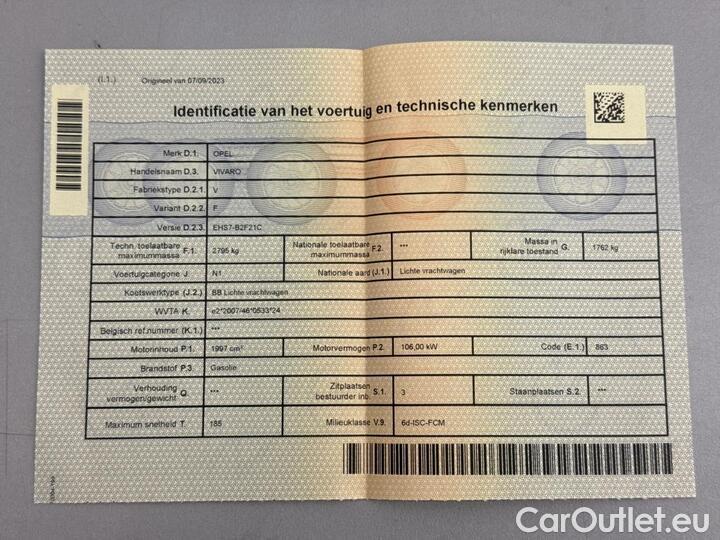 (I.1.) Origineel van 07/09/2023
Identificatie van het voertuig en technische kenmerken
Merk D.1. OPEL
Handelsnaam D.3. VIVARO
Fabriekstype D.2.1. V
Variant D.2.2. F
Versie D.2.3. EHS7-B2F21C
Techn. toelaatbare maximummassa F.1. 2795 kg Nationale toelaatbare maximummassa F.2. *** Massa in rijklare toestand G. 1762 kg
Voertuigcategorie J. N1 Nationale aard (J.1.) Lichte vrachtwagen
Koetswerktype (J.2.) BB Lichte vrachtwagen
WVTA K. e2*2007/46*0533*24
Belgisch ref.nummer (K.1.) ***
Motorinhoud P.1. 1997 cm³ Motorvermogen P.2. 106,00 kW Code (E.1.) 863
Brandstof P.3. Gasolie
Verhouding vermogen/gewicht Q. *** Zitplaatsen bestuurder inb. S.1. 3 Staanplaatsen S.2. ***
Maximum snelheid T. 185 Milieuklasse V.9. 6d-ISC-FCM
CarOutlet.eu